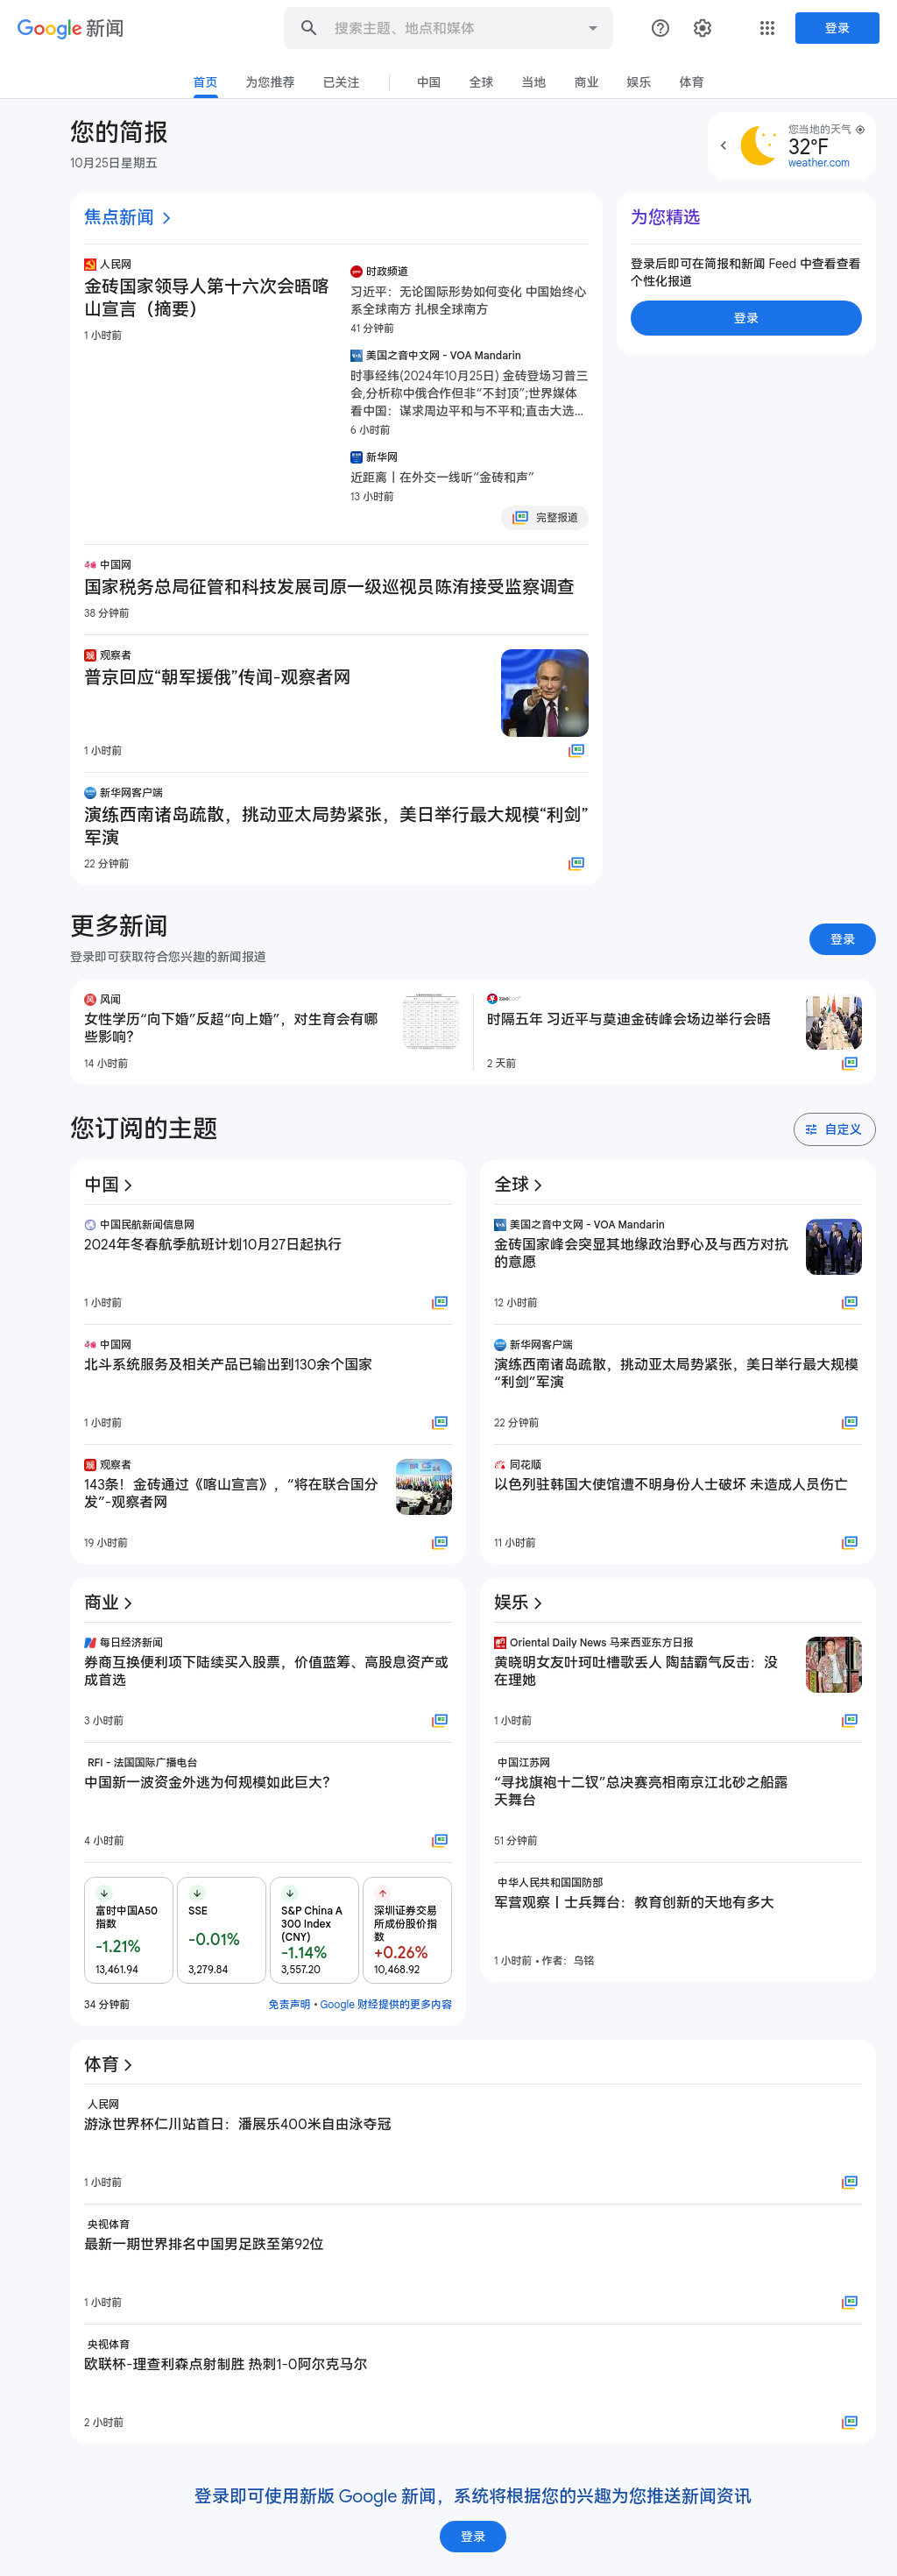 Google 新闻
搜索主题、地点和媒体
登录
首页
为您推荐
已关注
中国
全球
当地
商业
娱乐
体育
您的简报
10月25日星期五
您当地的天气
32°F
weather.com
焦点新闻
人民网
金砖国家领导人第十六次会晤喀
山宣言（摘要）
1 小时前
时政频道
习近平：无论国际形势如何变化 中国始终心
系全球南方 扎根全球南方
41 分钟前
美国之音中文网 - VOA Mandarin
时事经纬(2024年10月25日) 金砖登场习普三
会,分析称中俄合作但非“不封顶”;世界媒体
看中国：谋求周边平和与不平和;直击大选...
6 小时前
新华网
近距离丨在外交一线听“金砖和声”
13 小时前
完整报道
中国网
国家税务总局征管和科技发展司原一级巡视员陈洧接受监察调查
38 分钟前
观察者
普京回应“朝军援俄”传闻-观察者网
1 小时前
新华网客户端
演练西南诸岛疏散，挑动亚太局势紧张，美日举行最大规模“利剑”
军演
22 分钟前
为您精选
登录后即可在简报和新闻 Feed 中查看查看
个性化报道
登录
更多新闻
登录即可获取符合您兴趣的新闻报道
登录
风闻
女性学历“向下婚”反超“向上婚”，对生育会有哪
些影响？
14 小时前
zaobao
时隔五年 习近平与莫迪金砖峰会场边举行会晤
2 天前
您订阅的主题
自定义
中国
中国民航新闻信息网
2024年冬春航季航班计划10月27日起执行
1 小时前
中国网
北斗系统服务及相关产品已输出到130余个国家
1 小时前
观察者
143条！金砖通过《喀山宣言》，“将在联合国分
发”-观察者网
19 小时前
全球
美国之音中文网 - VOA Mandarin
金砖国家峰会突显其地缘政治野心及与西方对抗
的意愿
12 小时前
新华网客户端
演练西南诸岛疏散，挑动亚太局势紧张，美日举行最大规模
“利剑”军演
22 分钟前
同花顺
以色列驻韩国大使馆遭不明身份人士破坏 未造成人员伤亡
11 小时前
商业
每日经济新闻
券商互换便利项下陆续买入股票，价值蓝筹、高股息资产或
成首选
3 小时前
RFI - 法国国际广播电台
中国新一波资金外逃为何规模如此巨大？
4 小时前
富时中国A50
指数
-1.21%
13,461.94
SSE
-0.01%
3,279.84
S&P China A
300 Index
(CNY)
-1.14%
3,557.20
深圳证券交易
所成份股价指
数
+0.26%
10,468.92
34 分钟前
免责声明 • Google 财经提供的更多内容
娱乐
Oriental Daily News 马来西亚东方日报
黄晓明女友叶珂吐槽歌丢人 陶喆霸气反击：没
在理她
1 小时前
中国江苏网
“寻找旗袍十二钗”总决赛亮相南京江北砂之船露
天舞台
51 分钟前
中华人民共和国国防部
军营观察丨士兵舞台：教育创新的天地有多大
1 小时前 • 作者：乌铭
体育
人民网
游泳世界杯仁川站首日：潘展乐400米自由泳夺冠
1 小时前
央视体育
最新一期世界排名中国男足跌至第92位
1 小时前
央视体育
欧联杯-理查利森点射制胜 热刺1-0阿尔克马尔
2 小时前
登录即可使用新版 Google 新闻，系统将根据您的兴趣为您推送新闻资讯
登录